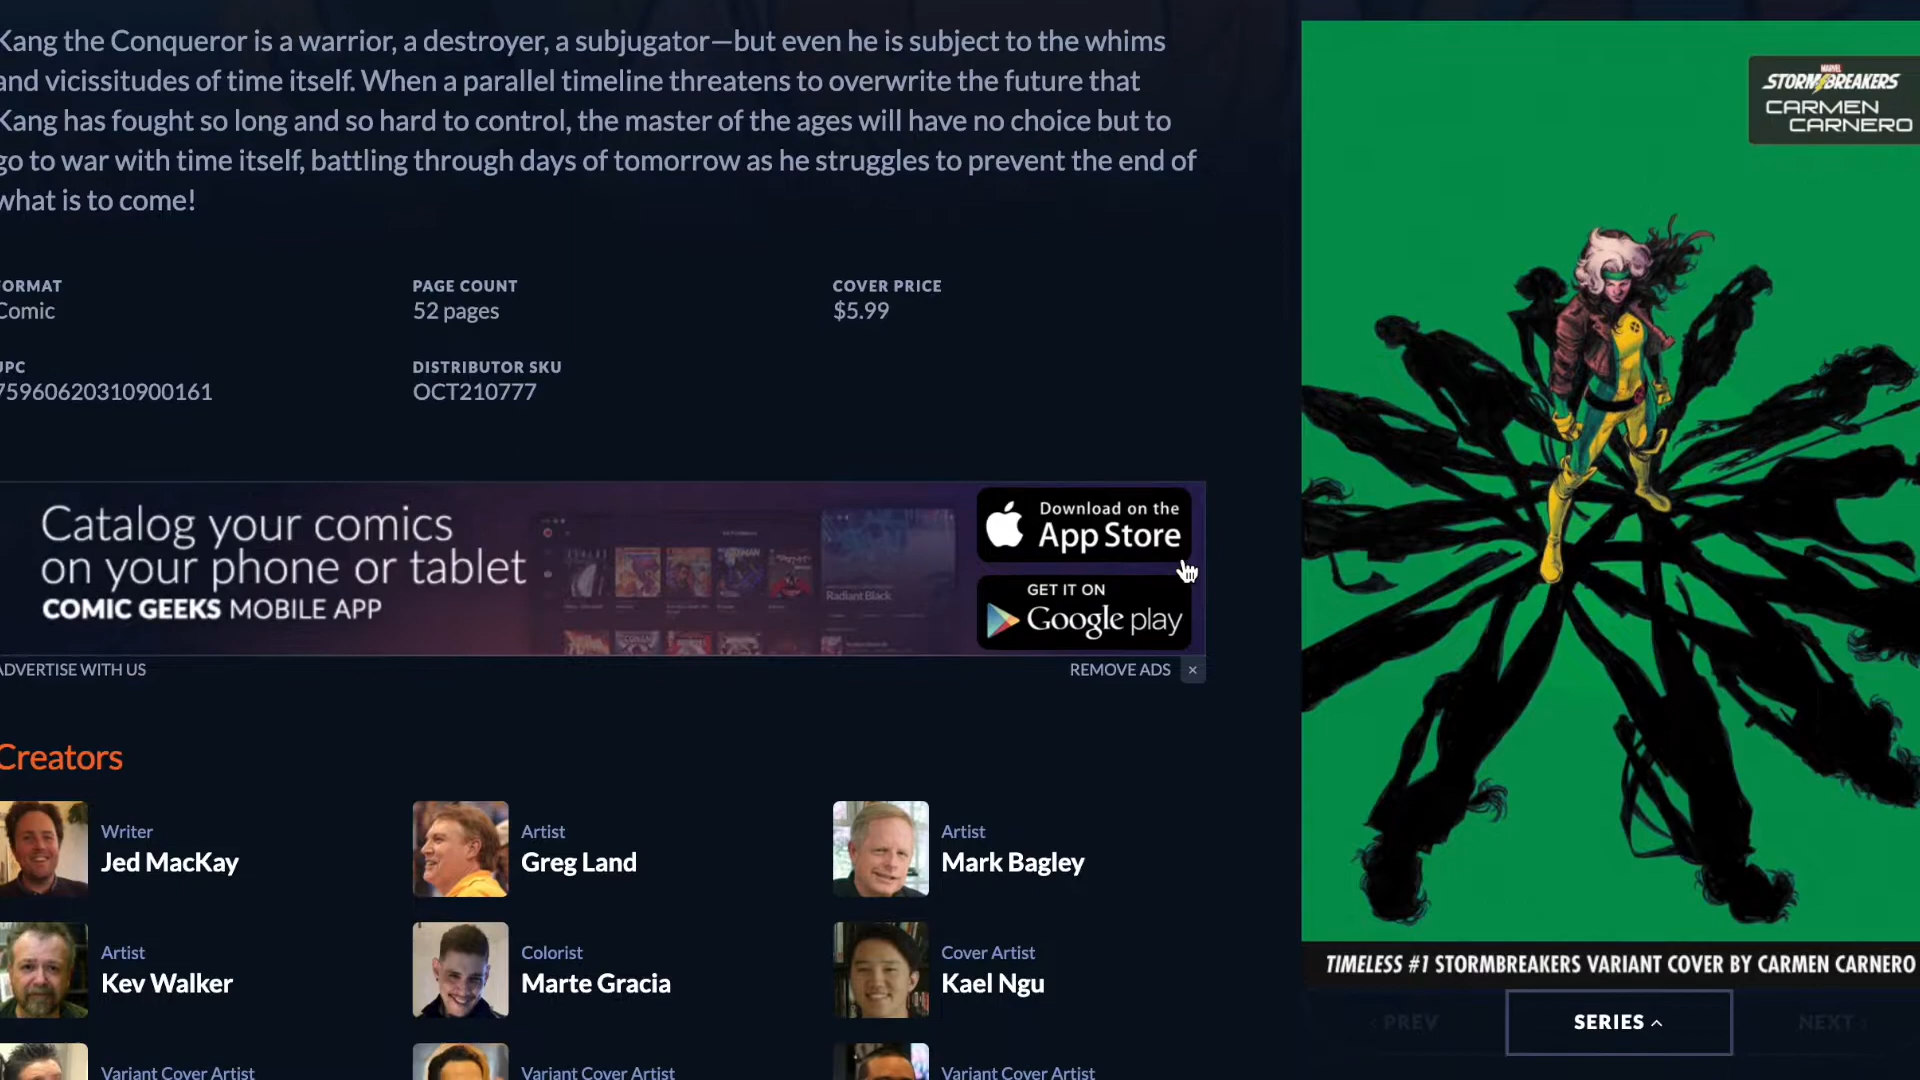 Kang the Conqueror is a warrior, a destroyer, a subjugator—but even he is subject to the whims
and vicissitudes of time itself. When a parallel timeline threatens to overwrite the future that
Kang has fought so long and so hard to control, the master of the ages will have no choice but to
go to war with time itself, battling through days of tomorrow as he struggles to prevent the end of
what is to come!
MARVEL
STORMBREAKERS
CARMEN
CARNERO
FORMAT
Comic
PAGE COUNT
52 pages
COVER PRICE
$5.99
UPC
75960620310900161
DISTRIBUTOR SKU
OCT210777
Catalog your comics
on your phone or tablet
COMIC GEEKS MOBILE APP
Radiant Black
Download on the
App Store
GET IT ON
Google play
ADVERTISE WITH US
REMOVE ADS ×
Creators
Writer
Jed MacKay
Artist
Greg Land
Artist
Mark Bagley
Artist
Kev Walker
Colorist
Marte Gracia
Cover Artist
Kael Ngu
Variant Cover Artist
Variant Cover Artist
Variant Cover Artist
TIMELESS #1 STORMBREAKERS VARIANT COVER BY CARMEN CARNERO
‹ PREV
SERIES
NEXT ›